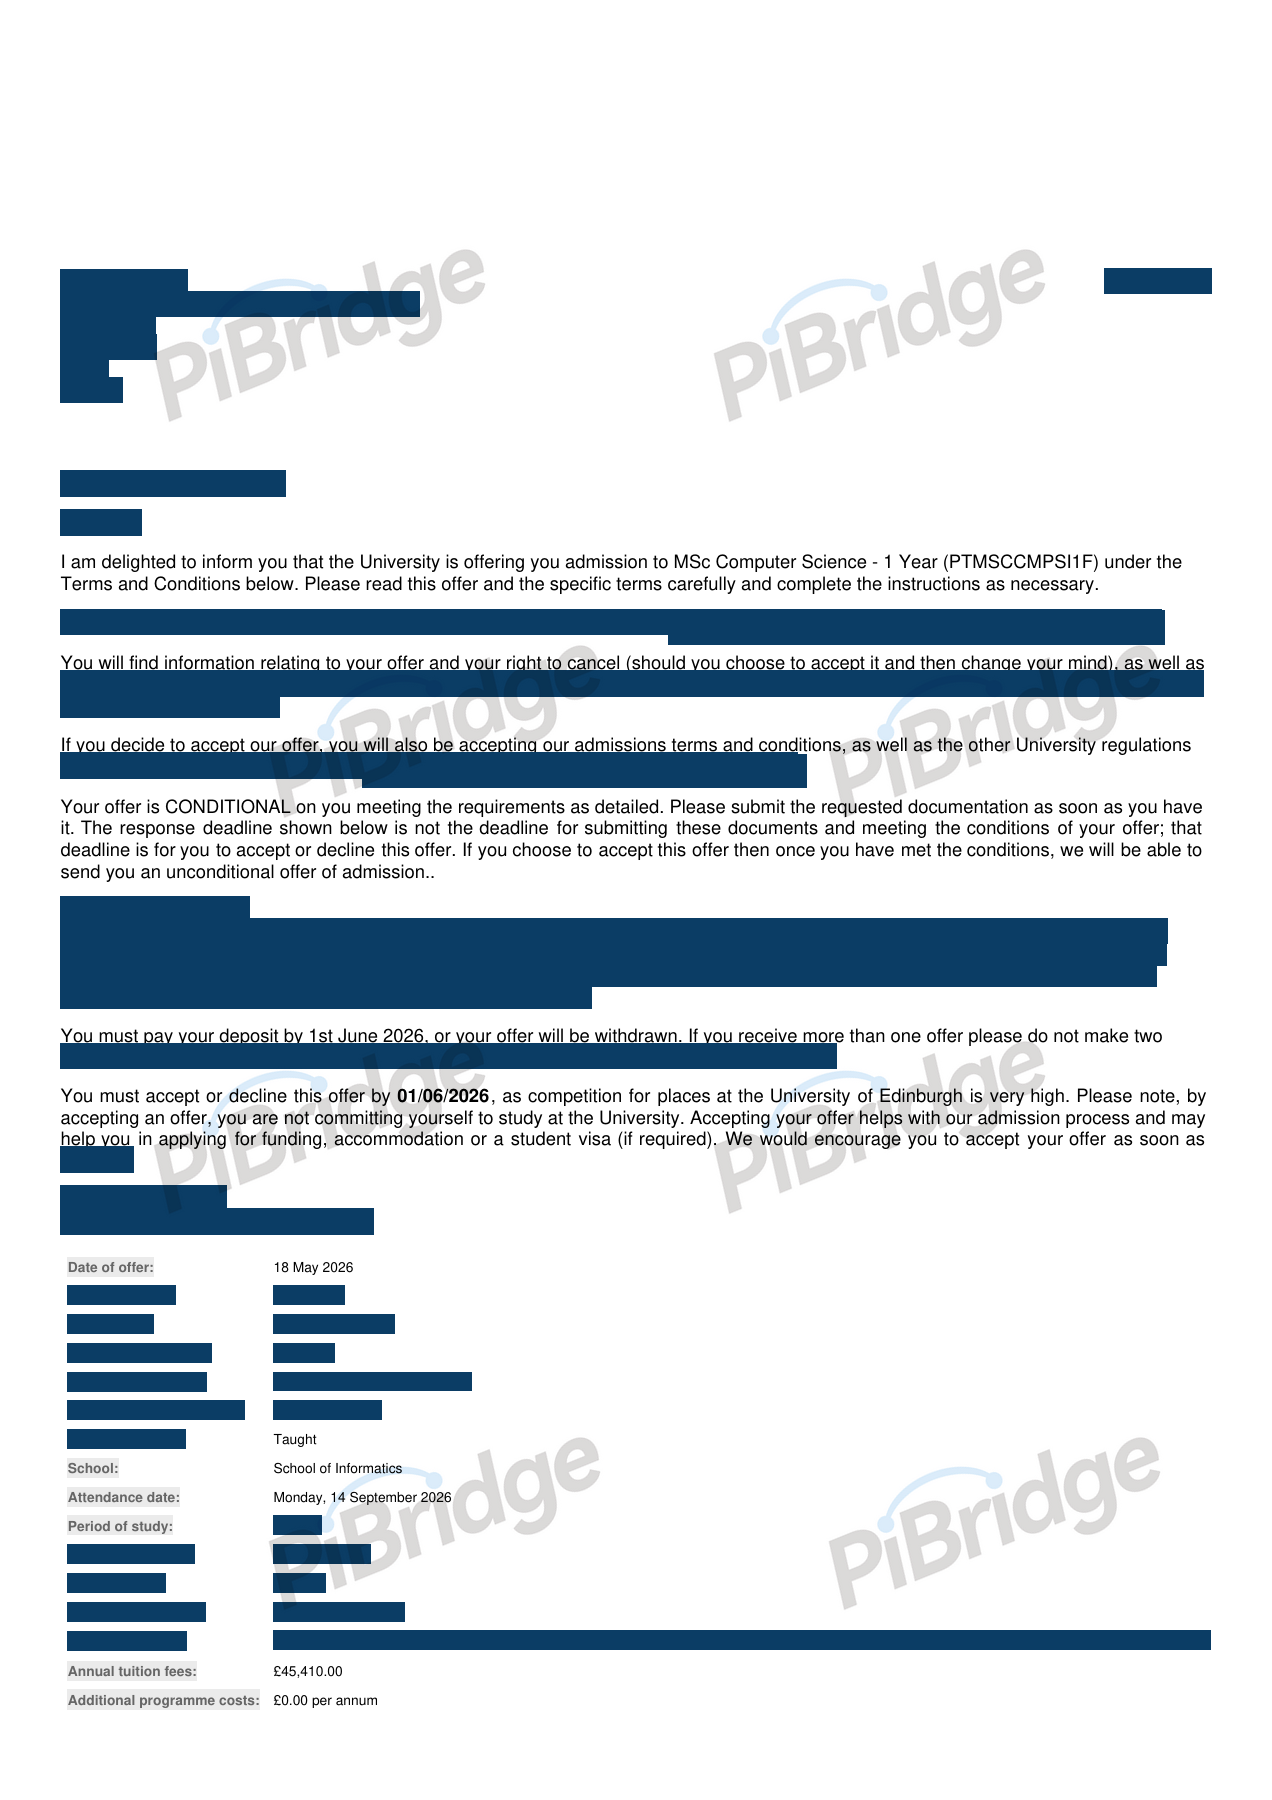 PiBridge PiBridge
I am delighted to inform you that the University is offering you admission to MSc Computer Science - 1 Year (PTMSCCMPSI1F) under the
Terms and Conditions below. Please read this offer and the specific terms carefully and complete the instructions as necessary.
You will find information relating to your offer and your right to cancel (should you choose to accept it and then change your mind), as well as
PiBridge PiBridge
If you decide to accept our offer, you will also be accepting our admissions terms and conditions, as well as the other University regulations
Your offer is CONDITIONAL on you meeting the requirements as detailed. Please submit the requested documentation as soon as you have
it. The response deadline shown below is not the deadline for submitting these documents and meeting the conditions of your offer; that
deadline is for you to accept or decline this offer. If you choose to accept this offer then once you have met the conditions, we will be able to
send you an unconditional offer of admission..
You must pay your deposit by 1st June 2026, or your offer will be withdrawn. If you receive more than one offer please do not make two
You must accept or decline this offer by 01/06/2026, as competition for places at the University of Edinburgh is very high. Please note, by
accepting an offer, you are not committing yourself to study at the University. Accepting your offer helps with our admission process and may
help you in applying for funding, accommodation or a student visa (if required). We would encourage you to accept your offer as soon as
PiBridge PiBridge
Date of offer: 18 May 2026
Taught
School: School of Informatics
Attendance date: Monday, 14 September 2026
Period of study:
PiBridge PiBridge
Annual tuition fees: £45,410.00
Additional programme costs: £0.00 per annum